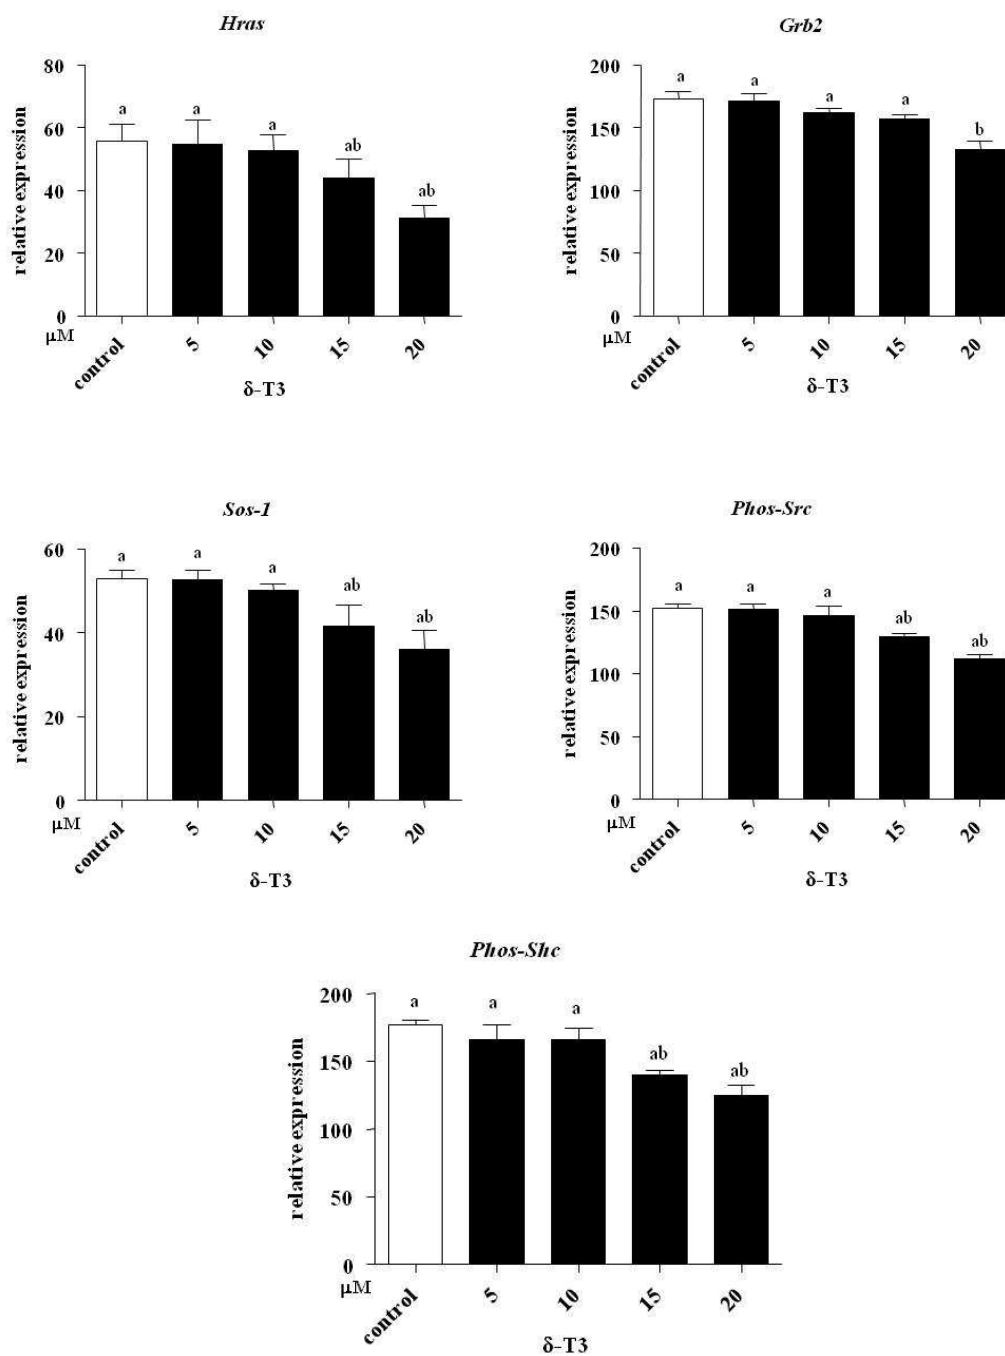 Hras
relative expression
80
60
40
20
0
a
a
a
ab
ab
μM
control
5
10
15
20
δ-T3
Grb2
relative expression
200
150
100
50
0
a
a
a
a
b
μM
control
5
10
15
20
δ-T3
Sos-1
relative expression
60
40
20
0
a
a
a
ab
ab
μM
control
5
10
15
20
δ-T3
Phos-Src
relative expression
200
150
100
50
0
a
a
a
ab
ab
μM
control
5
10
15
20
δ-T3
Phos-Shc
relative expression
200
150
100
50
0
a
a
a
ab
ab
μM
control
5
10
15
20
δ-T3